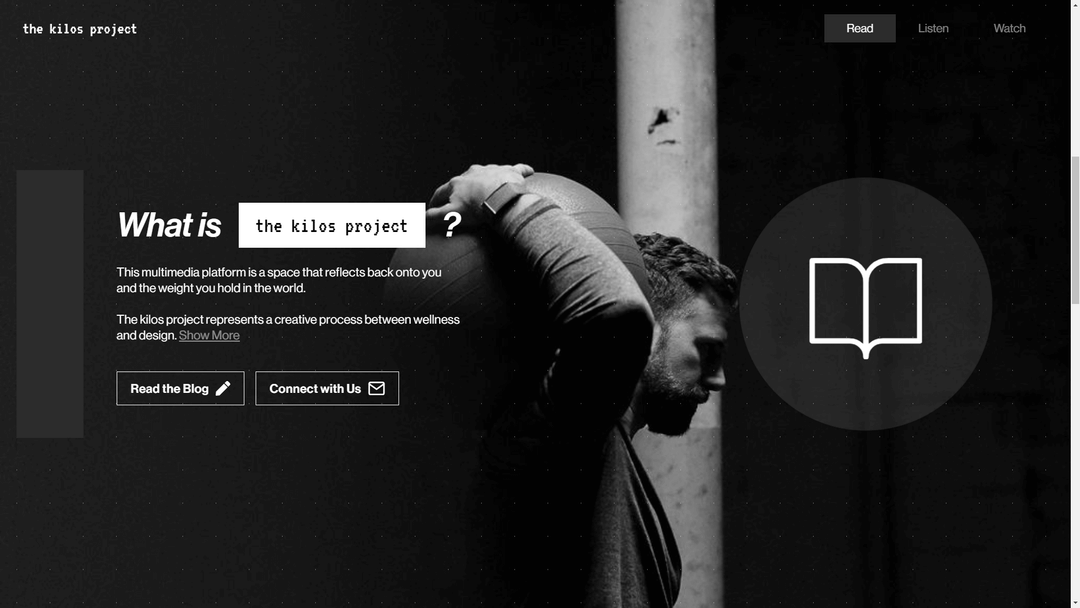 the kilos project
Read
Listen
Watch
What is the kilos project ?
This multimedia platform is a space that reflects back onto you
and the weight you hold in the world.
The kilos project represents a creative process between wellness
and design. Show More
Read the Blog
Connect with Us